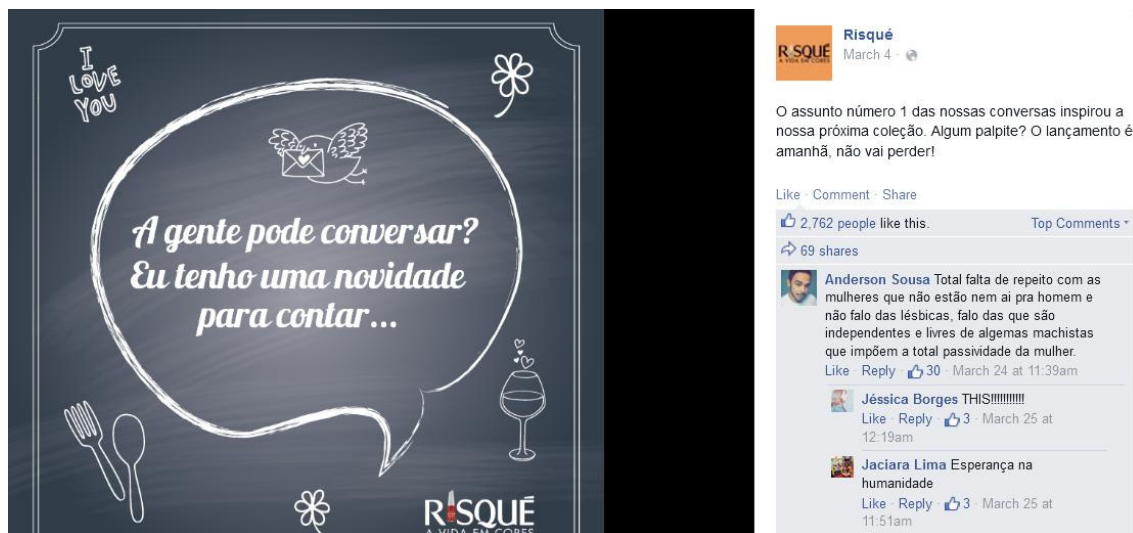 I
LOVE
YOU
A gente pode conversar?
Eu tenho uma novidade
para contar...
RISQUÉ
A VIDA EM CORES
RISQUÉ
A VIDA EM CORES
Risqué
March 4
O assunto número 1 das nossas conversas inspirou a
nossa próxima coleção. Algum palpite? O lançamento é
amanhã, não vai perder!
Like · Comment · Share
2,762 people like this.
Top Comments
69 shares
Anderson Sousa Total falta de repeito com as
mulheres que não estão nem ai pra homem e
não falo das lésbicas, falo das que são
independentes e livres de algemas machistas
que impõem a total passividade da mulher.
Like · Reply · 30 · March 24 at 11:39am
Jéssica Borges THIS!!!!!!!!!!!
Like · Reply · 3 · March 25 at
12:19am
Jaciara Lima Esperança na
humanidade
Like · Reply · 3 · March 25 at
11:51am